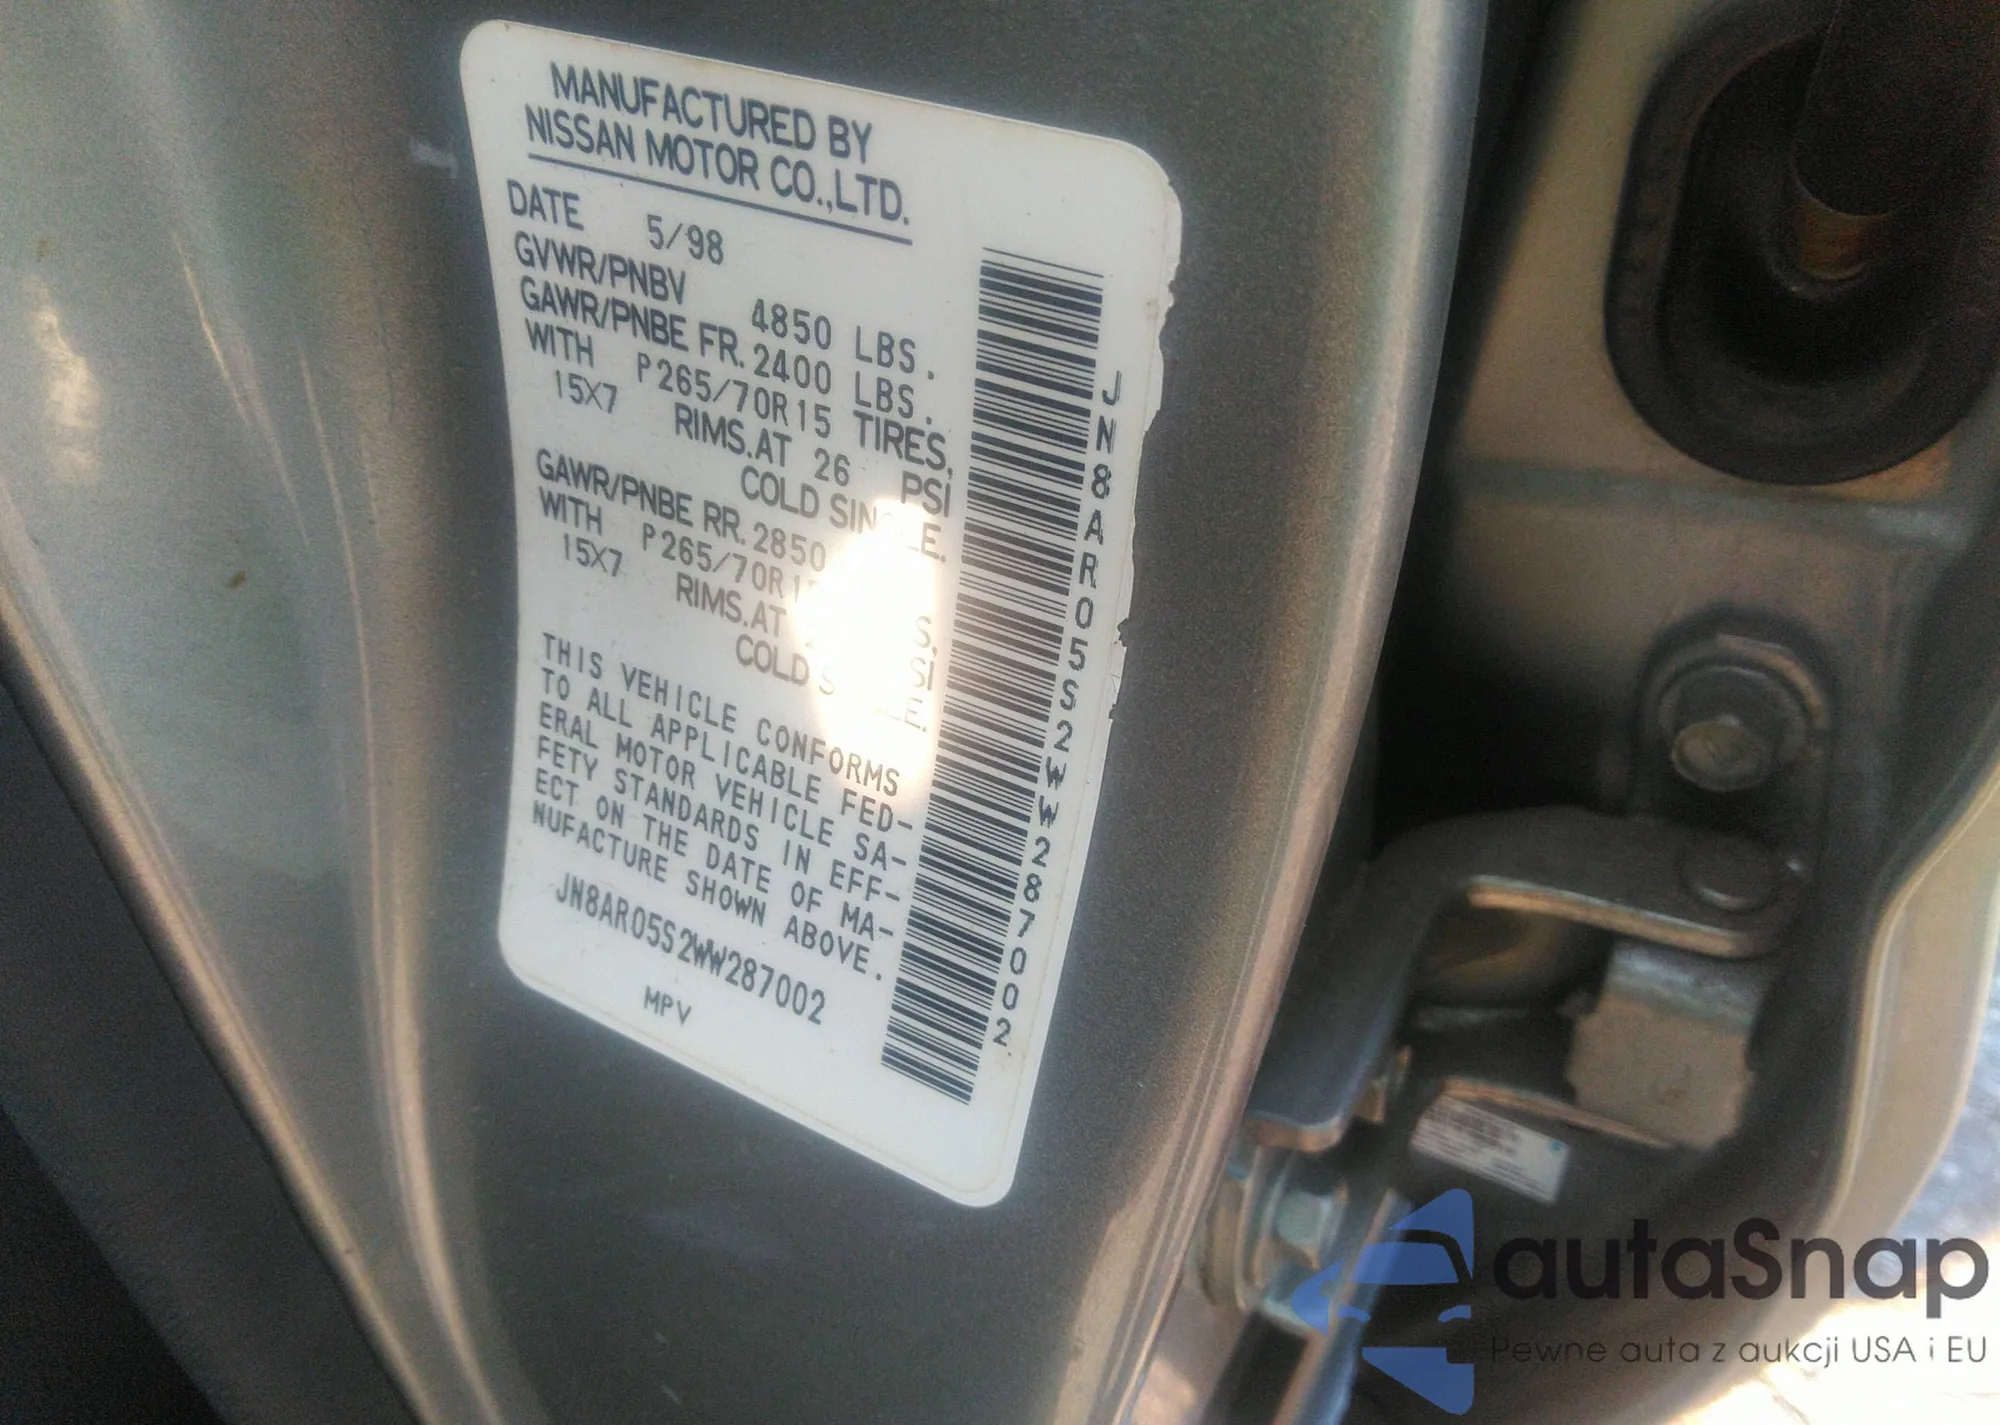 MANUFACTURED BY
NISSAN MOTOR CO.,LTD.
DATE 5/98
GVWR/PNBV 4850 LBS.
GAWR/PNBE FR. 2400 LBS.
WITH P265/70R15 TIRES,
15X7 RIMS.AT 26 PSI
COLD SINGLE.
GAWR/PNBE RR. 2850
WITH P265/70R
15X7 RIMS.AT
COLD
THIS VEHICLE CONFORMS
TO ALL APPLICABLE FED-
ERAL MOTOR VEHICLE SA-
FETY STANDARDS IN EFF-
ECT ON THE DATE OF MA-
NUFACTURE SHOWN ABOVE.
JN8AR05S2WW287002
MPV
JN8AR05S2WW287002
autaSnap
Pewne auta z aukcji USA i EU